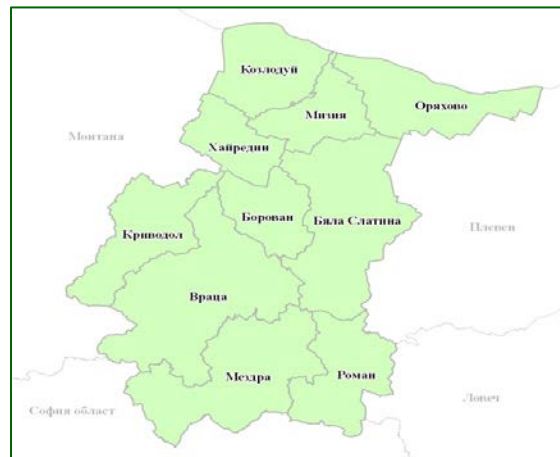 Козлодуй
Оряхово
Мизия
Монтана
Хайредин
Борован
Бяла Слатина
Плевен
Криводол
Враца
Мездра
Роман
София област
Ловеч